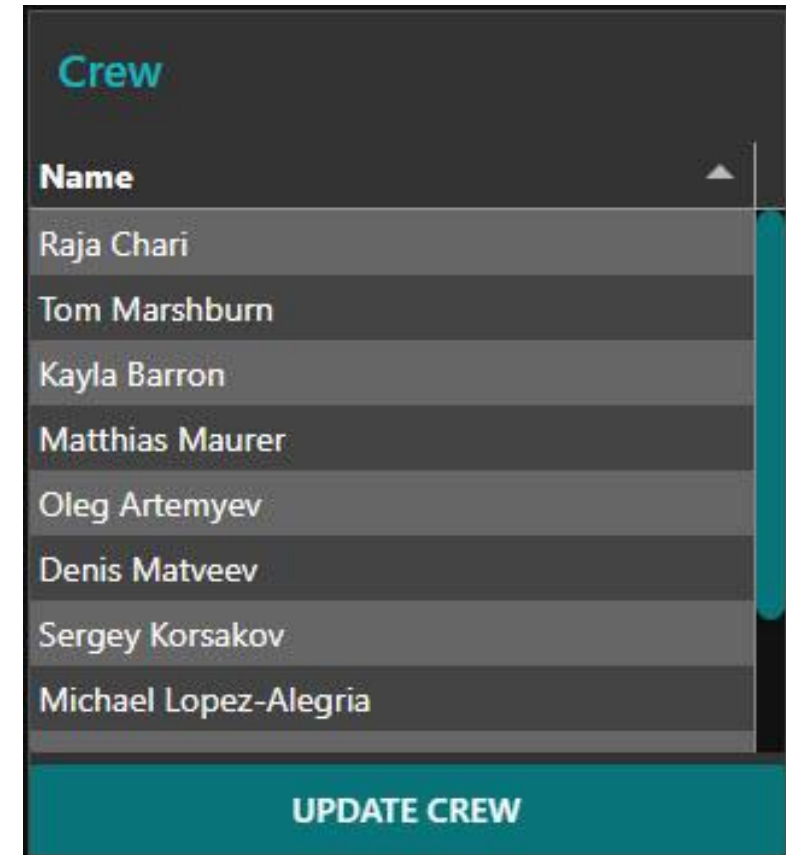 Crew
Name
Raja Chari
Tom Marshburn
Kayla Barron
Matthias Maurer
Oleg Artemyev
Denis Matveev
Sergey Korsakov
Michael Lopez-Alegria
UPDATE CREW